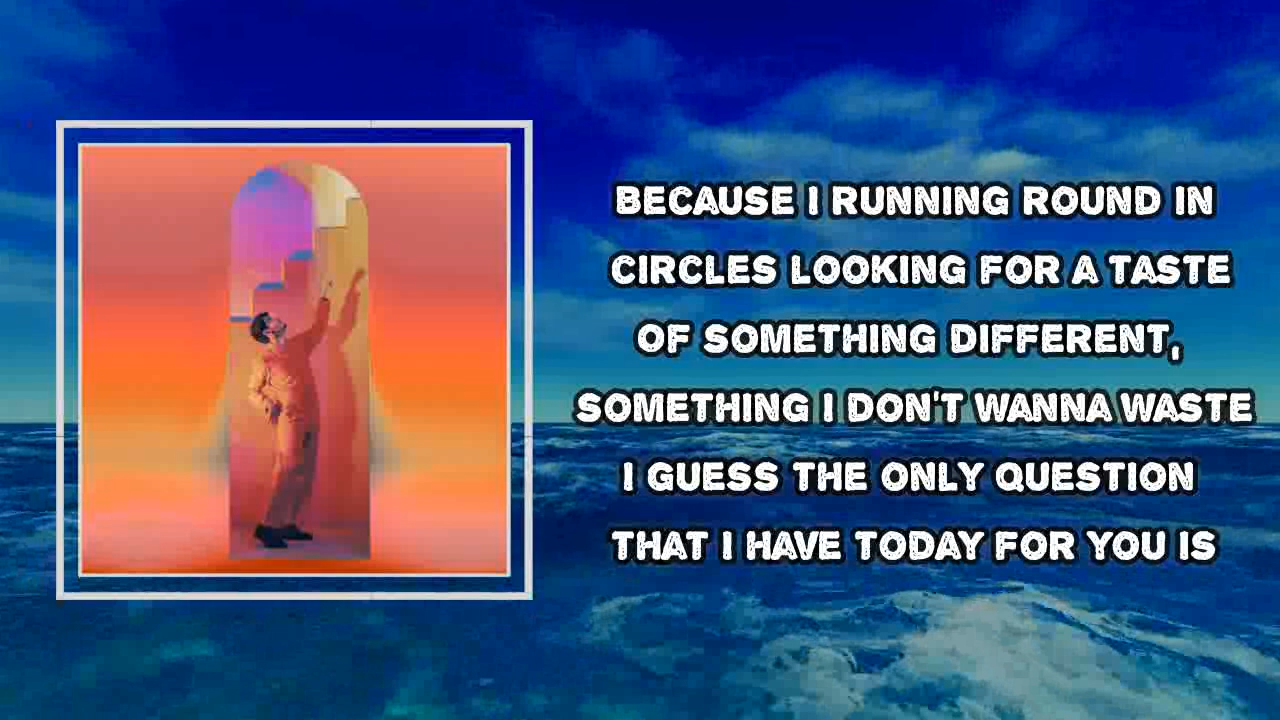 BECAUSE I RUNNING ROUND IN
CIRCLES LOOKING FOR A TASTE
OF SOMETHING DIFFERENT,
SOMETHING I DON'T WANNA WASTE
I GUESS THE ONLY QUESTION
THAT I HAVE TODAY FOR YOU IS